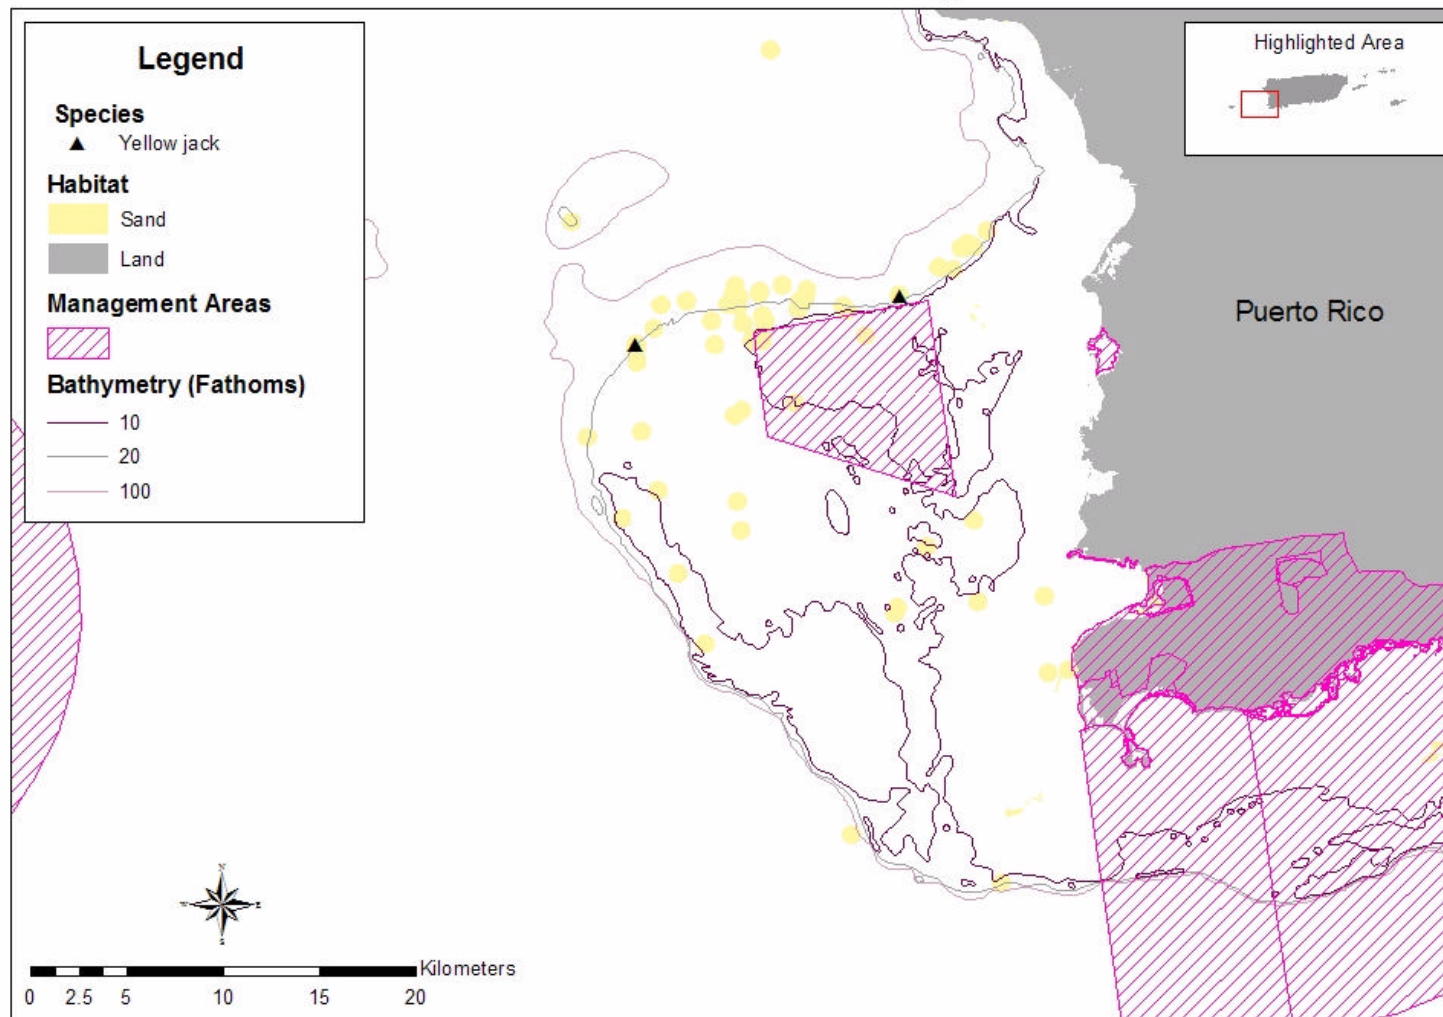 Legend
Species
Yellow jack
Habitat
Sand
Land
Management Areas
Bathymetry (Fathoms)
10
20
100
Highlighted Area
Puerto Rico
N
W E
S
Kilometers
0 2.5 5 10 15 20